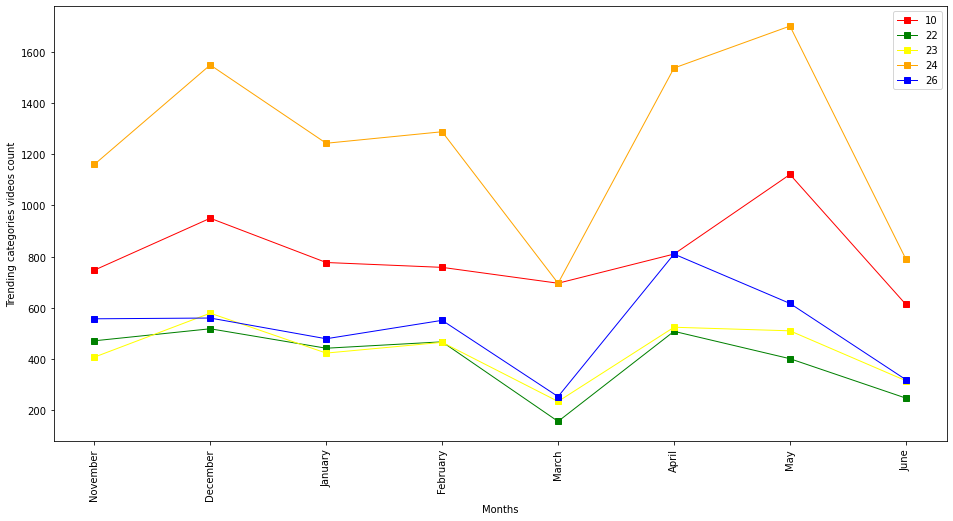 10
22
23
24
26
1600
1400
1200
1000
800
600
400
200
Trending categories videos count
November
December
January
February
March
April
May
June
Months